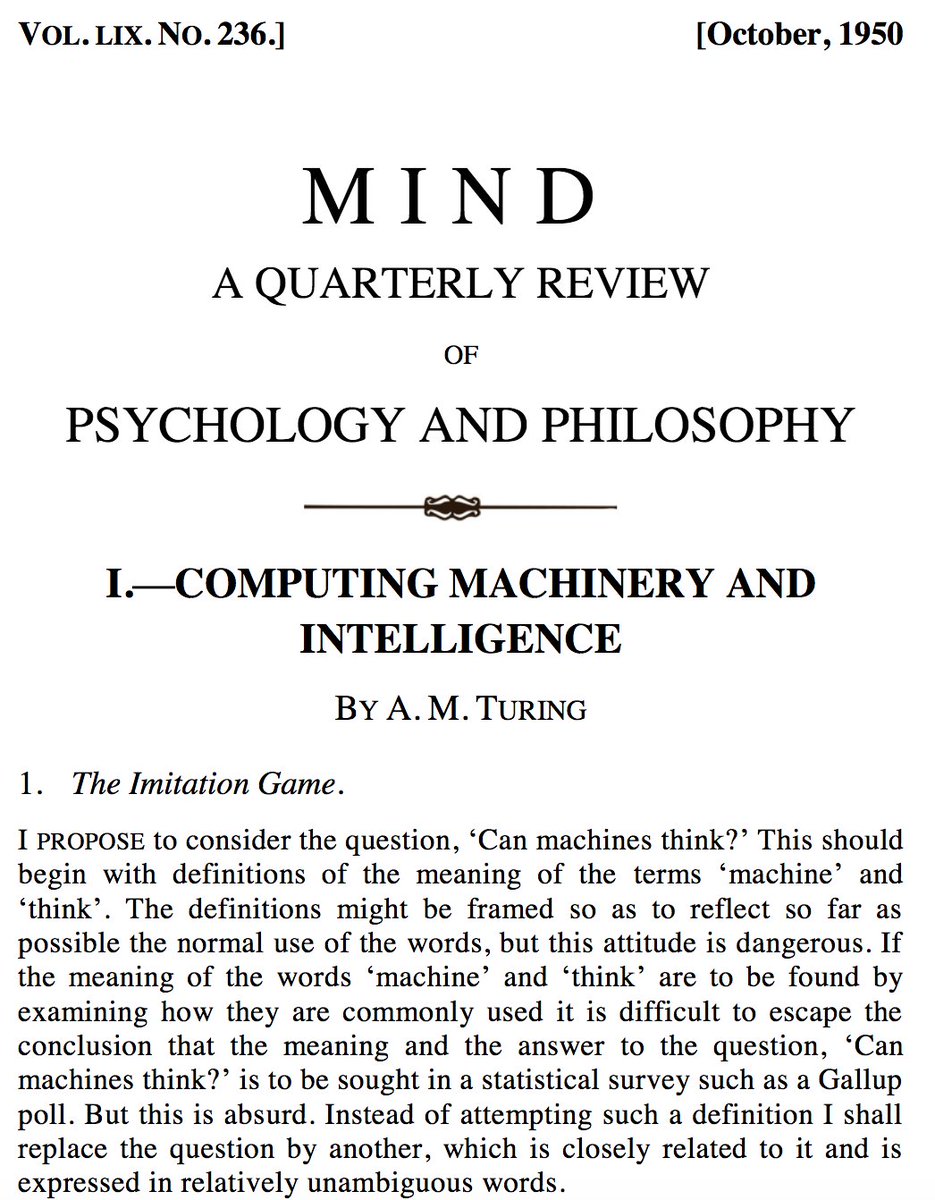 VOL. LIX. NO. 236.] [October, 1950
MIND
A QUARTERLY REVIEW
OF
PSYCHOLOGY AND PHILOSOPHY
I.—COMPUTING MACHINERY AND
INTELLIGENCE
BY A. M. TURING
1. The Imitation Game.
I PROPOSE to consider the question, ‘Can machines think?’ This should
begin with definitions of the meaning of the terms ‘machine’ and
‘think’. The definitions might be framed so as to reflect so far as
possible the normal use of the words, but this attitude is dangerous. If
the meaning of the words ‘machine’ and ‘think’ are to be found by
examining how they are commonly used it is difficult to escape the
conclusion that the meaning and the answer to the question, ‘Can
machines think?’ is to be sought in a statistical survey such as a Gallup
poll. But this is absurd. Instead of attempting such a definition I shall
replace the question by another, which is closely related to it and is
expressed in relatively unambiguous words.